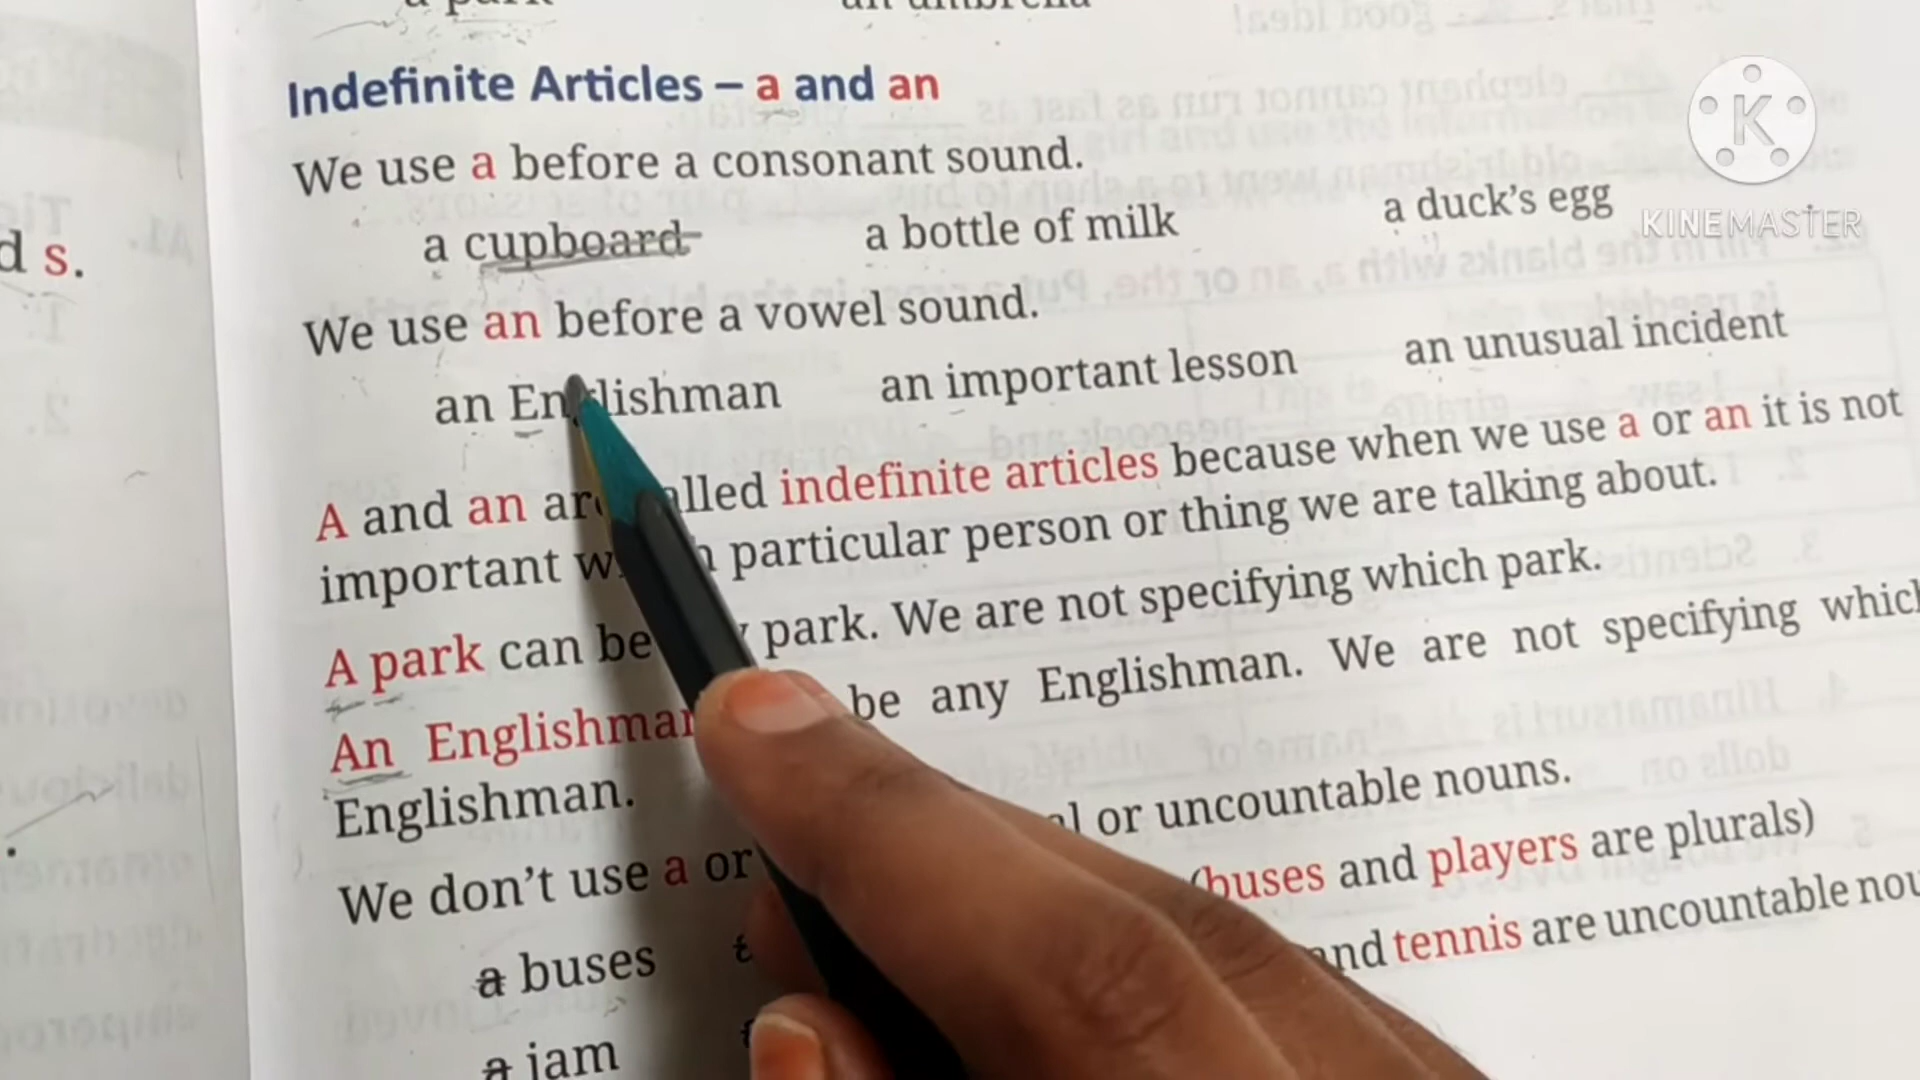 an umbrella
Indefinite Articles – a and an
We use a before a consonant sound.
a cupboard a bottle of milk a duck's egg
We use an before a vowel sound.
an Englishman an important lesson an unusual incident
A and an are called indefinite articles because when we use a or an it is not
important particular person or thing we are talking about.
A park can be park. We are not specifying which park.
An Englishman be any Englishman. We are not specifying which
Englishman.
We don't use a or or uncountable nouns.
a buses (buses and players are plurals)
a jam and tennis are uncountable
d s.
K
KINEMASTER